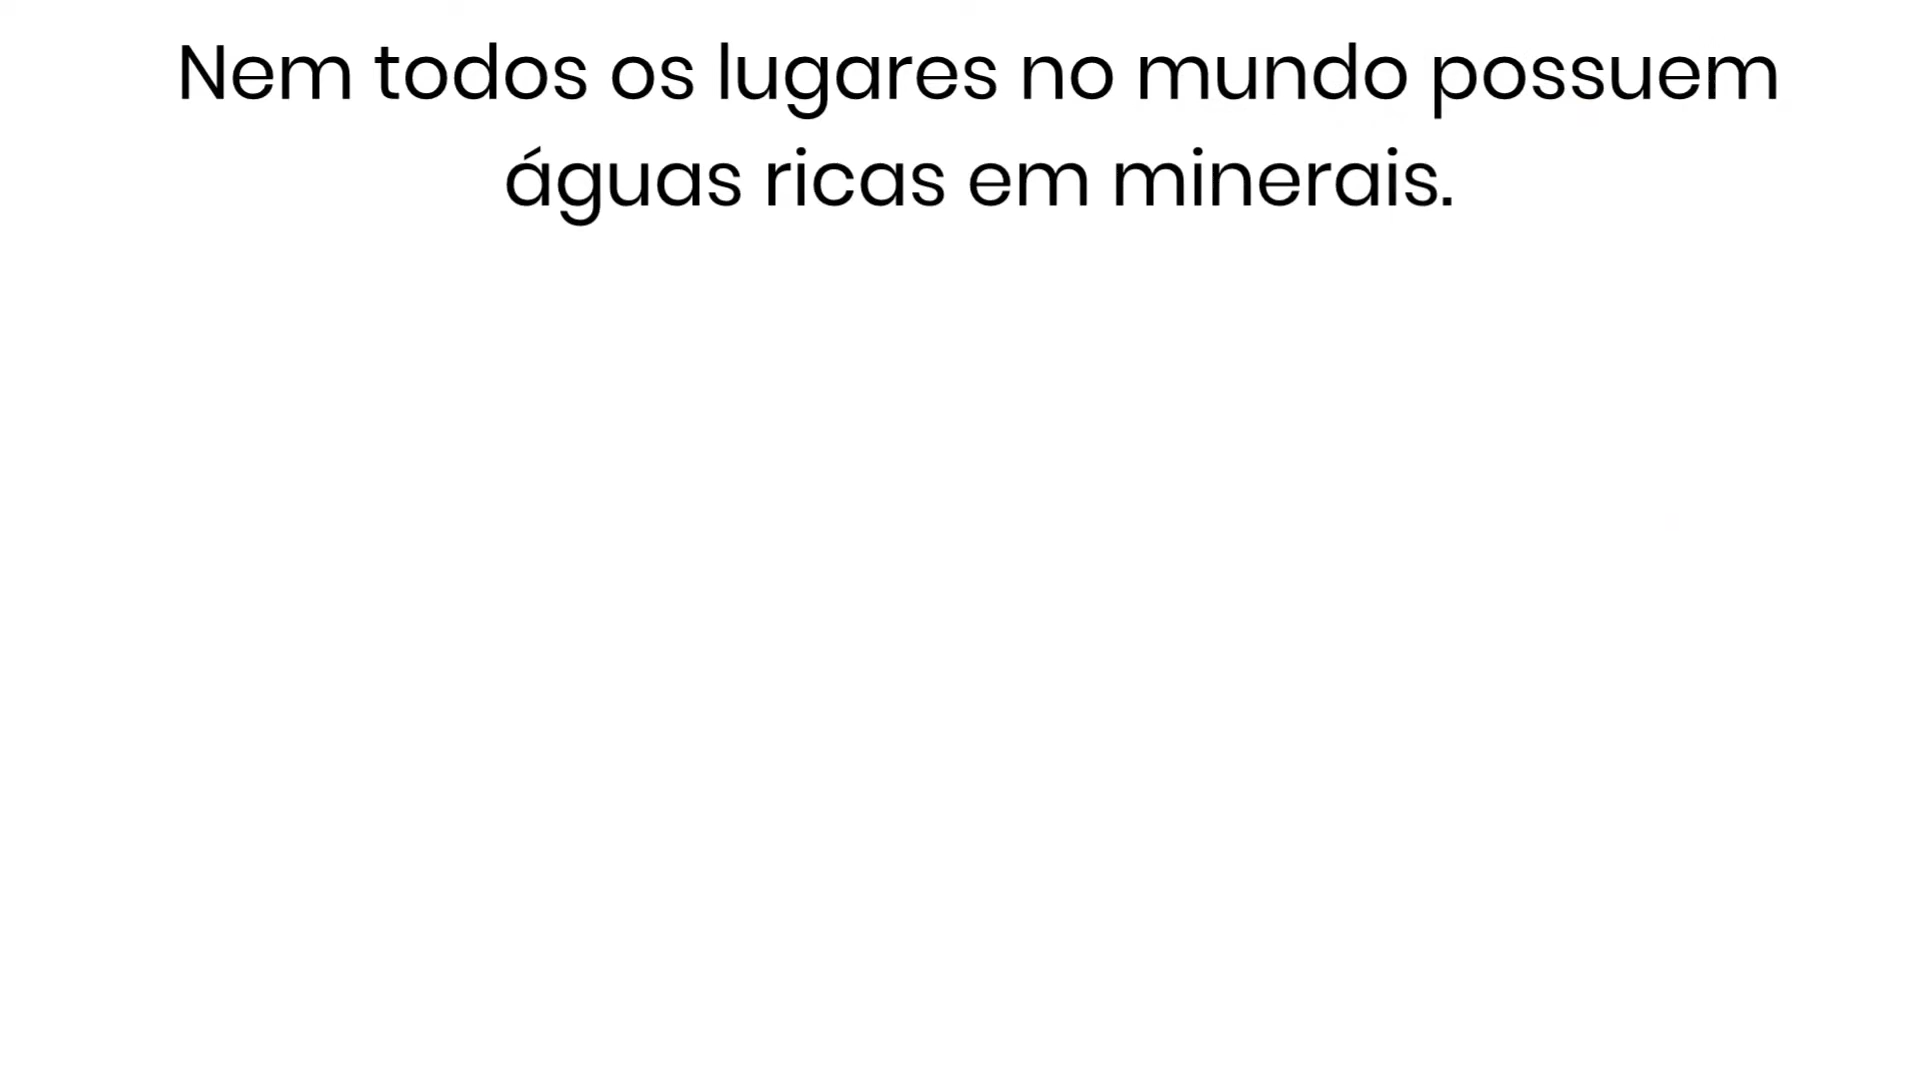 Nem todos os lugares no mundo possuem
águas ricas em minerais.